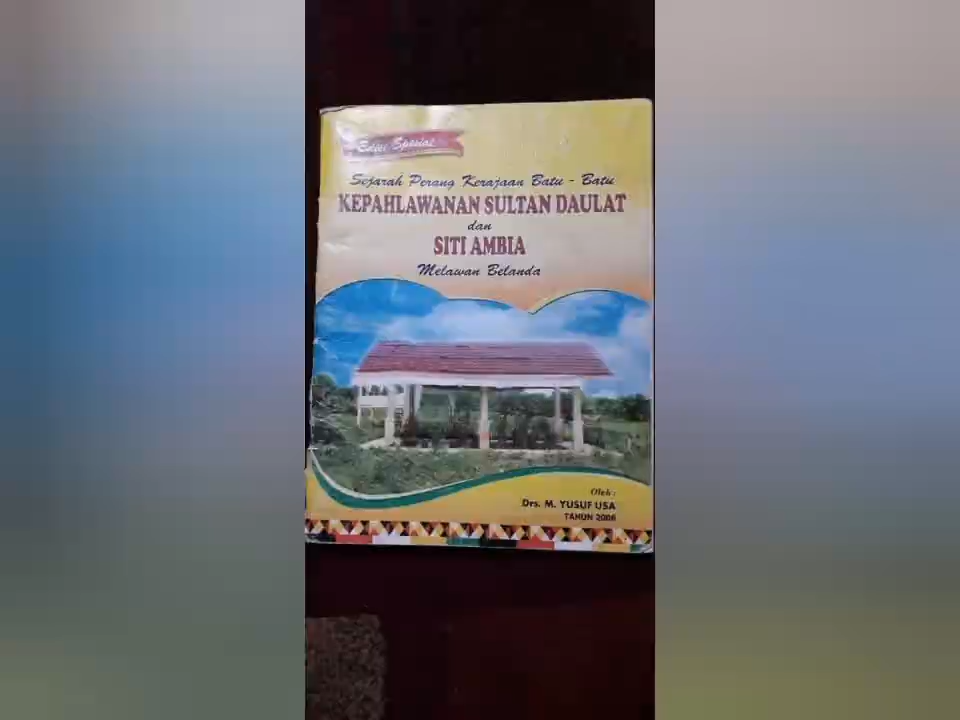 Edisi Spesial
Sejarah Perang Kerajaan Batu - Batu
KEPAHLAWANAN SULTAN DAULAT
dan
SITI AMBIA
Melawan Belanda
Oleh :
Drs. M. YUSUF USA
TAHUN 2008